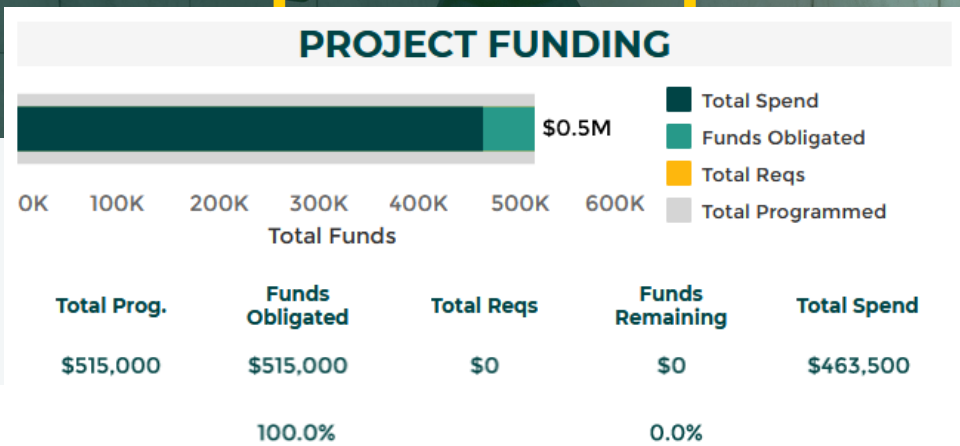 PROJECT FUNDING
$0.5M
Total Spend
Funds Obligated
Total Reqs
Total Programmed
0K 100K 200K 300K 400K 500K 600K
Total Funds
Total Prog.
Funds
Obligated
Total Reqs
Funds
Remaining
Total Spend
$515,000 $515,000 $0 $0 $463,500
100.0% 0.0%